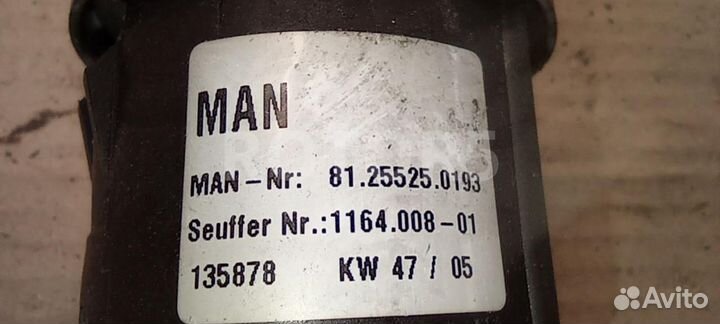 MAN
MAN-Nr: 81.25525.0193
Seuffer Nr.:1164.008-01
135878 KW 47 / 05
Avito